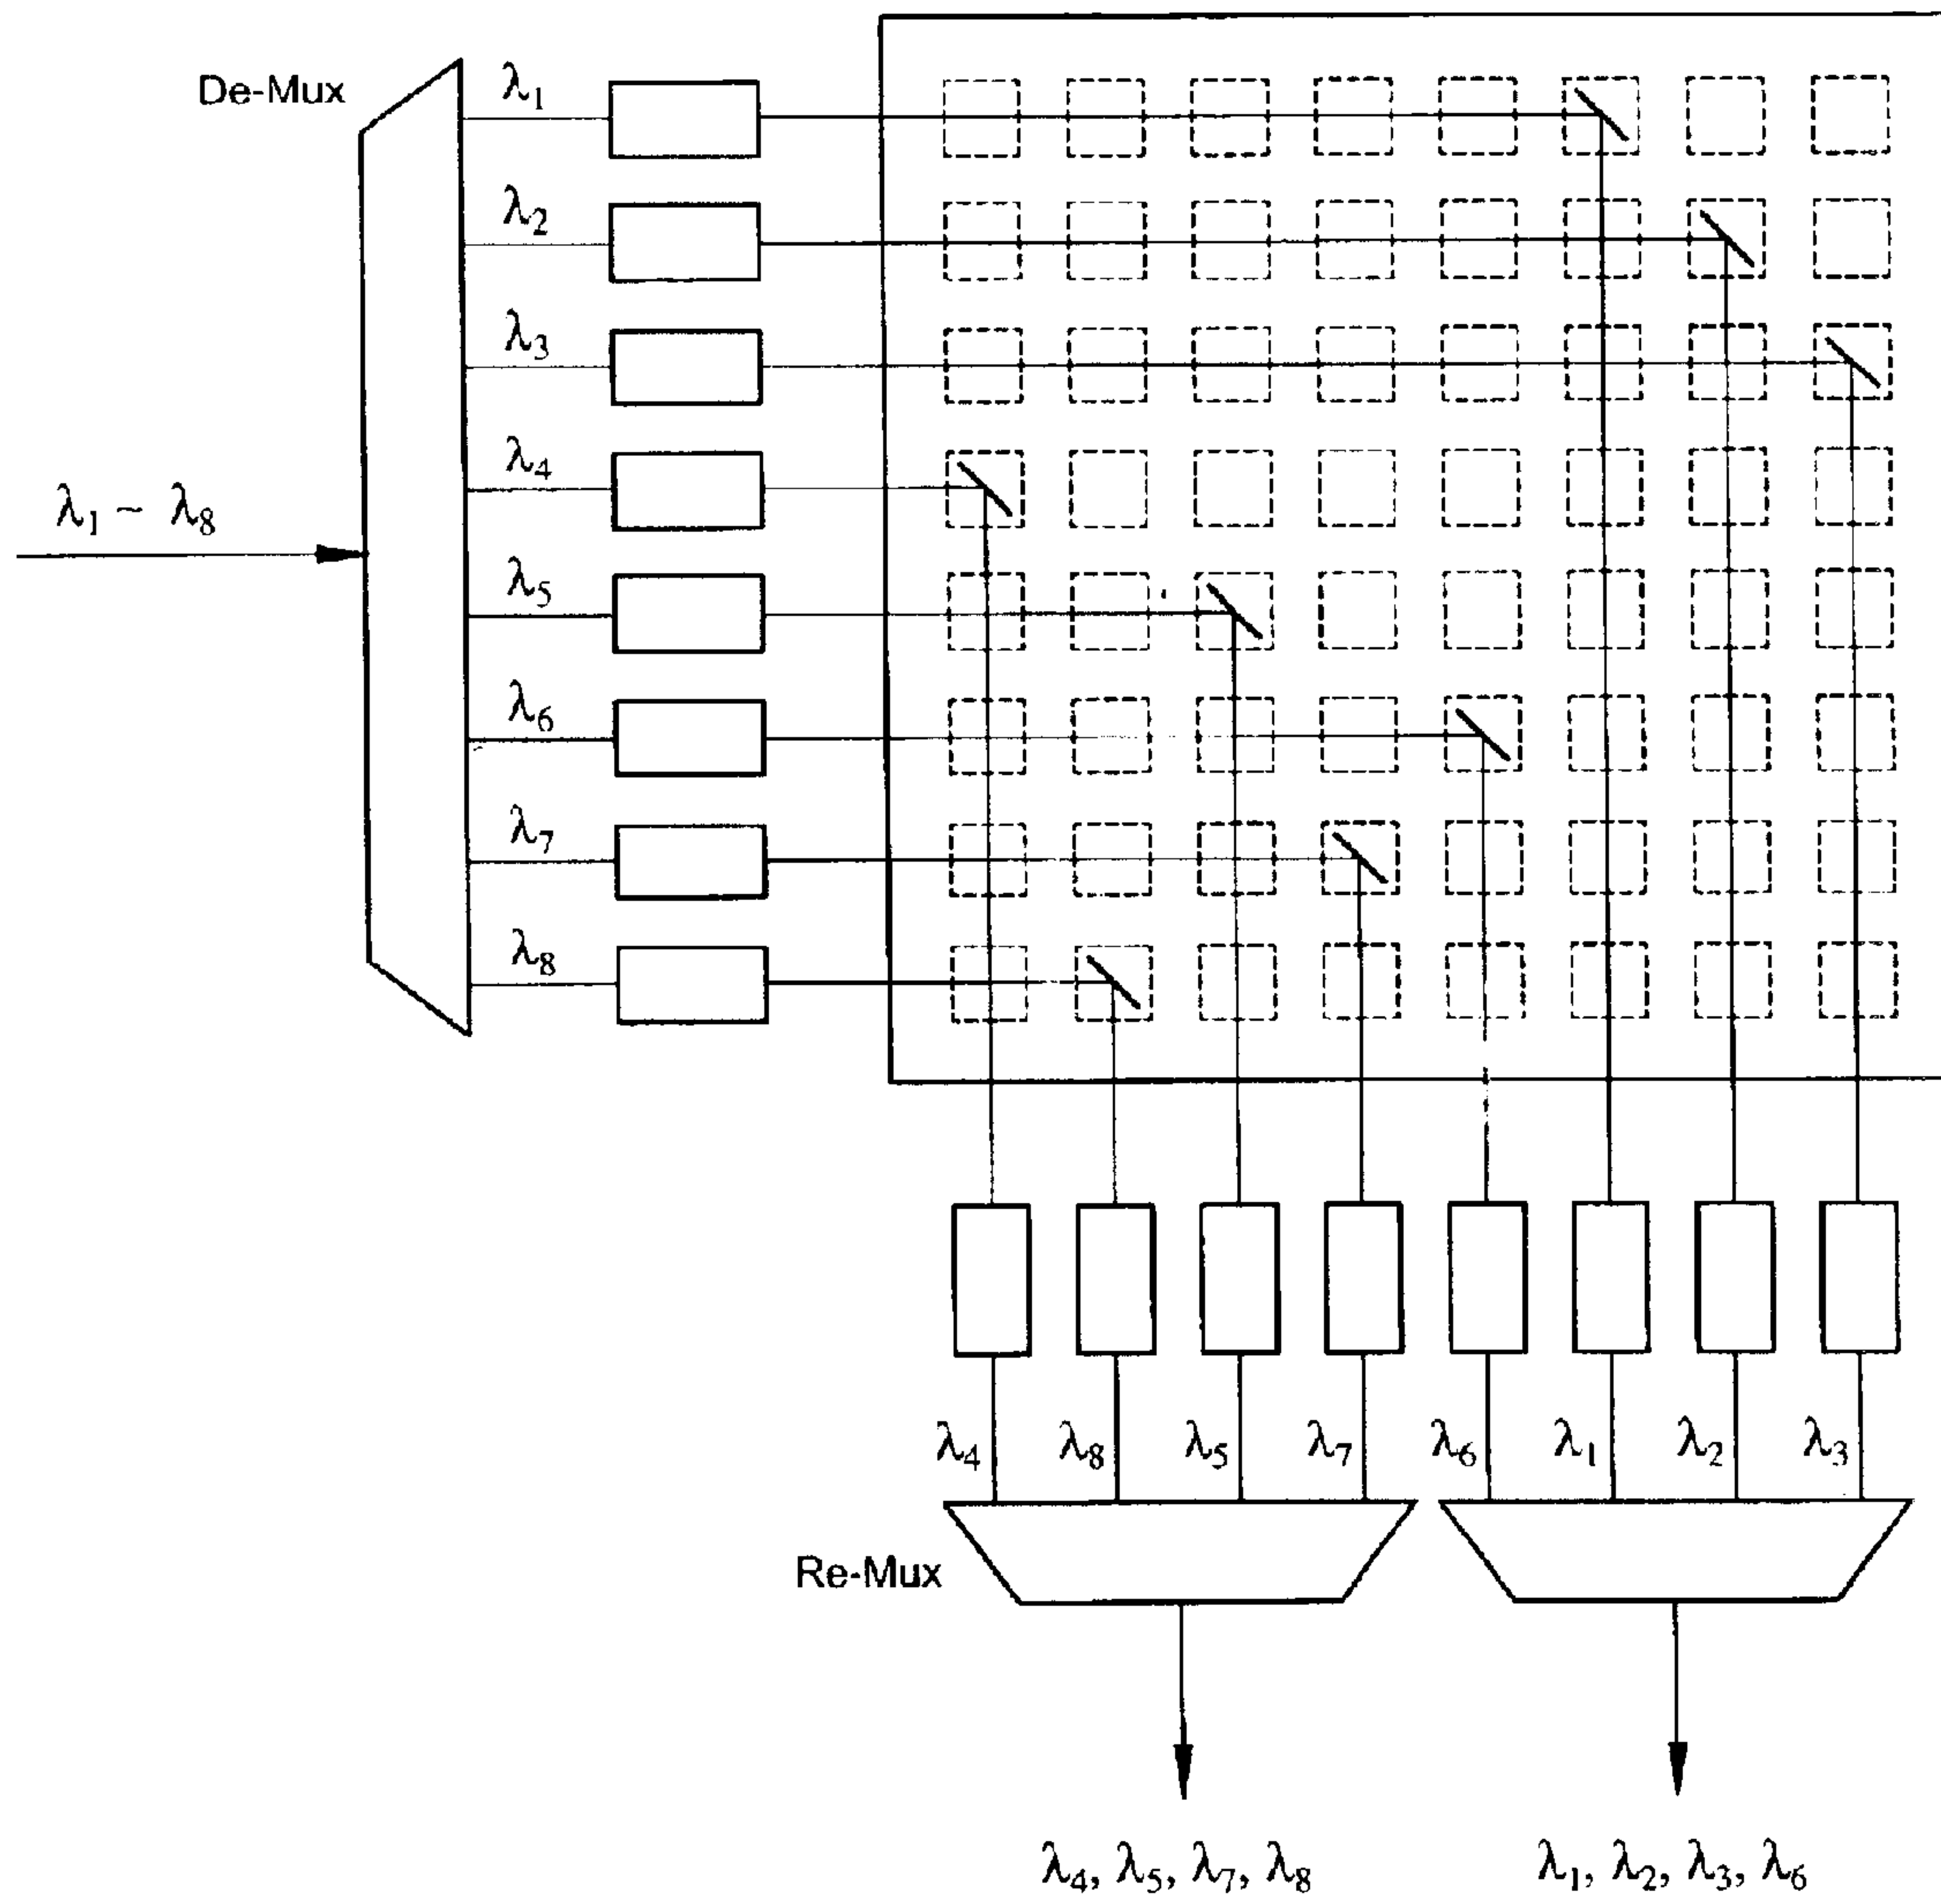 De-Mux
λ1
λ2
λ3
λ4
λ1 ~ λ8
λ5
λ6
λ7
λ8
λ4 λ8 λ5 λ7 λ6 λ1 λ2 λ3
Re-Mux
λ4, λ5, λ7, λ8 λ1, λ2, λ3, λ6